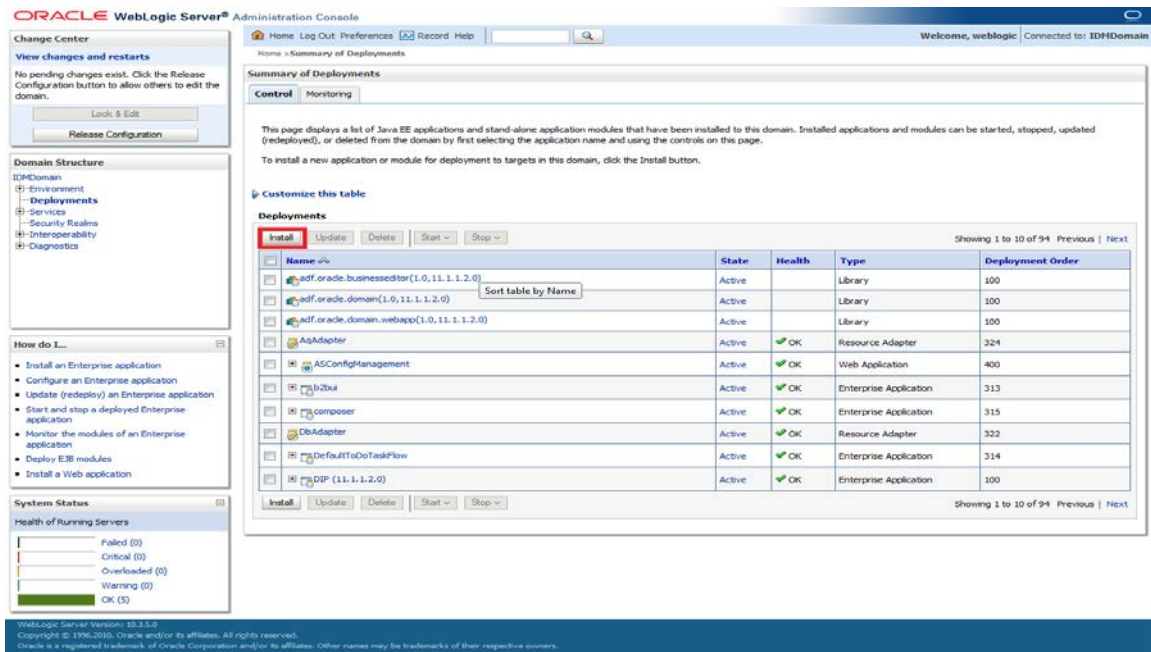 ORACLE WebLogic Server® Administration Console
Change Center
View changes and restarts
No pending changes exist. Click the Release
Configuration button to allow others to edit the
domain.
Lock & Edit
Release Configuration
Domain Structure
IDMDomain
Environment
Deployments
Services
Security Realms
Interoperability
Diagnostics
How do I...
Install an Enterprise application
Configure an Enterprise application
Update (redeploy) an Enterprise application
Start and stop a deployed Enterprise
application
Monitor the modules of an Enterprise
application
Deploy EJB modules
Install a Web application
System Status
Health of Running Servers
Failed (0)
Critical (0)
Overloaded (0)
Warning (0)
OK (5)
Home Log Out Preferences Record Help
Welcome, weblogic Connected to: IDMDomain
Home >Summary of Deployments
Summary of Deployments
Control Monitoring
This page displays a list of Java EE applications and stand-alone application modules that have been installed to this domain. Installed applications and modules can be started, stopped, updated
(redeployed), or deleted from the domain by first selecting the application name and using the controls on this page.
To install a new application or module for deployment to targets in this domain, click the Install button.
Customize this table
Deployments
Install Update Delete Start Stop
Showing 1 to 10 of 94 Previous | Next
Name State Health Type Deployment Order
adf.oracle.businesseditor(1.0,11.1.1.2.0) Active Library 100
Sort table by Name
adf.oracle.domain(1.0,11.1.1.2.0) Active Library 100
adf.oracle.domain.webapp(1.0,11.1.1.2.0) Active Library 100
AqAdapter Active OK Resource Adapter 324
ASConfigManagement Active OK Web Application 400
b2bui Active OK Enterprise Application 313
composer Active OK Enterprise Application 315
DbAdapter Active OK Resource Adapter 322
DefaultToDoTaskFlow Active OK Enterprise Application 314
DIP (11.1.1.2.0) Active OK Enterprise Application 100
Install Update Delete Start Stop
Showing 1 to 10 of 94 Previous | Next
WebLogic Server Version: 10.3.5.0
Copyright © 1996,2010, Oracle and/or its affiliates. All rights reserved.
Oracle is a registered trademark of Oracle Corporation and/or its affiliates. Other names may be trademarks of their respective owners.